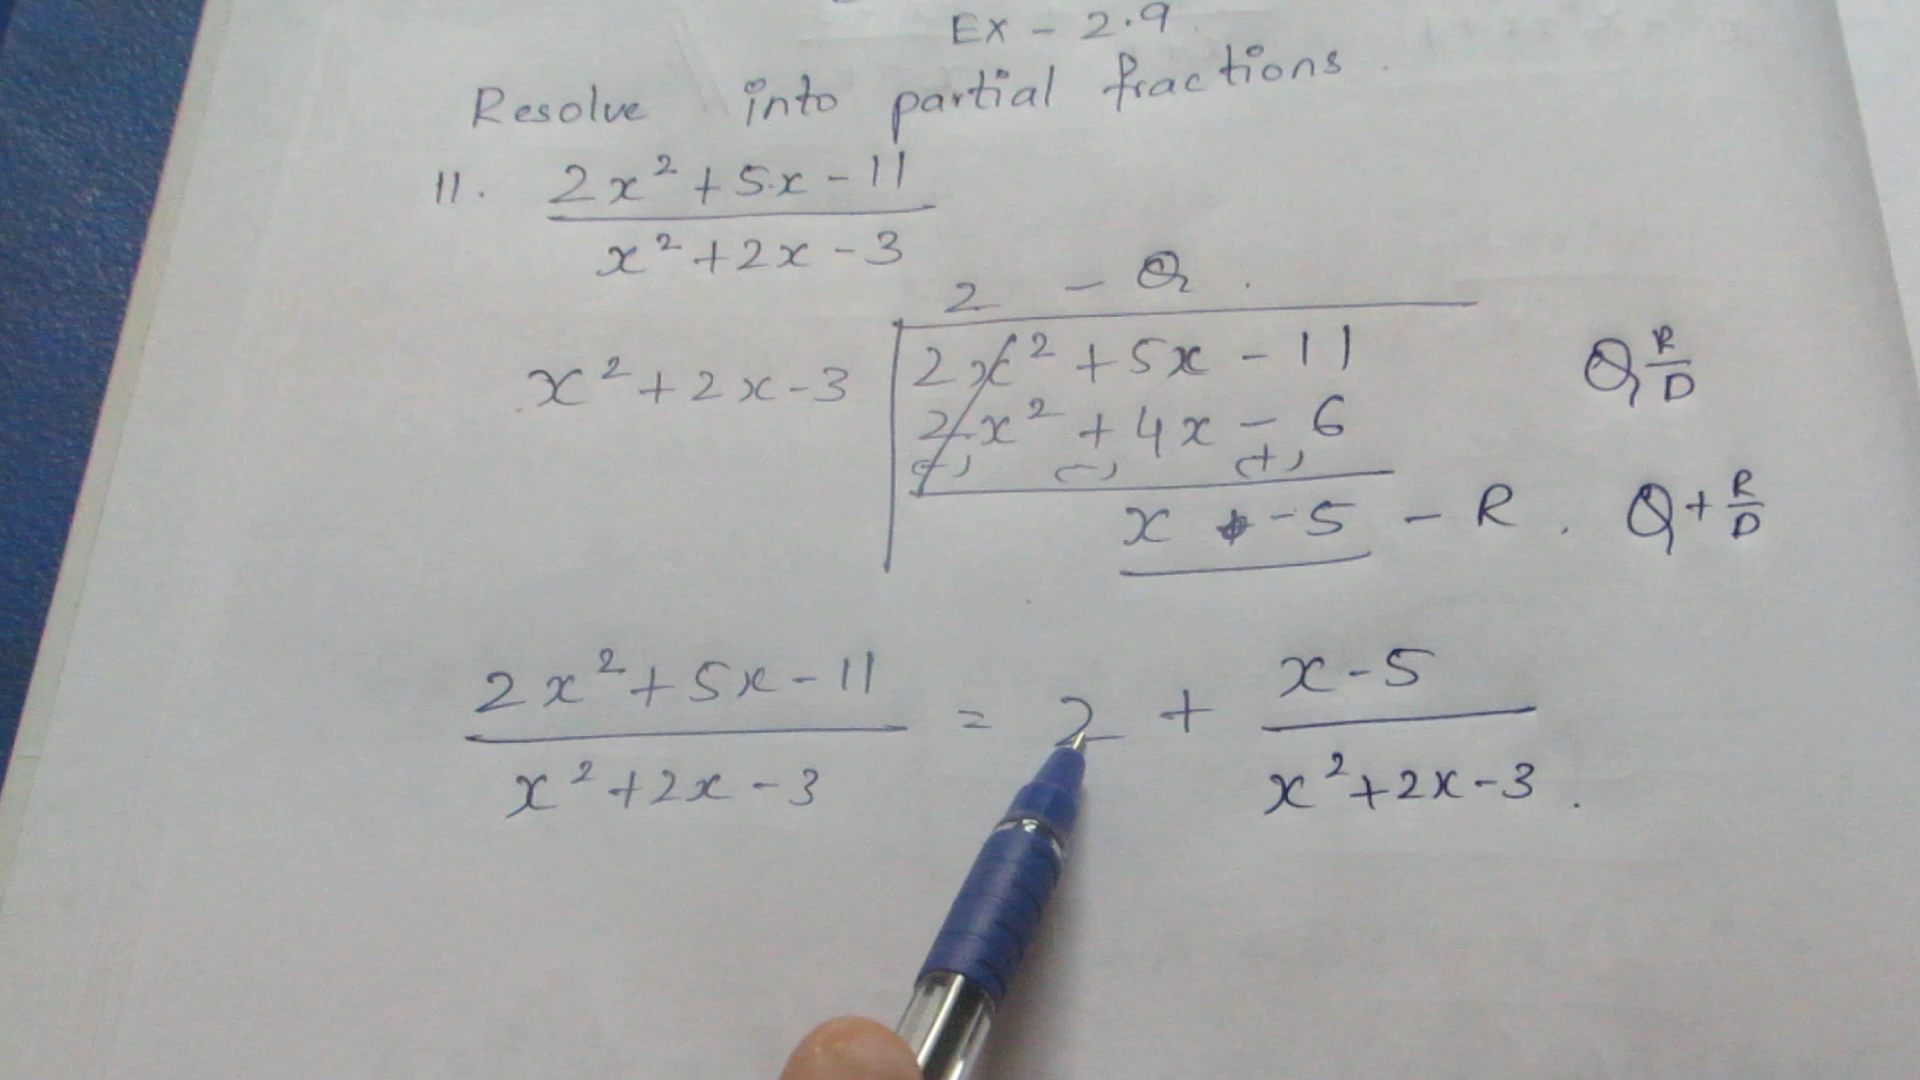 Ex - 2.9
Resolve into partial fractions.
11. 2x² + 5x - 11
x² + 2x - 3
2 - Q.
x² + 2x - 3 2x² + 5x - 11 Q R/D
2x² + 4x - 6
(-) (-) (+)
x - 5 - R. Q + R/D
2x² + 5x - 11 = 2 + x - 5
x² + 2x - 3 x² + 2x - 3.